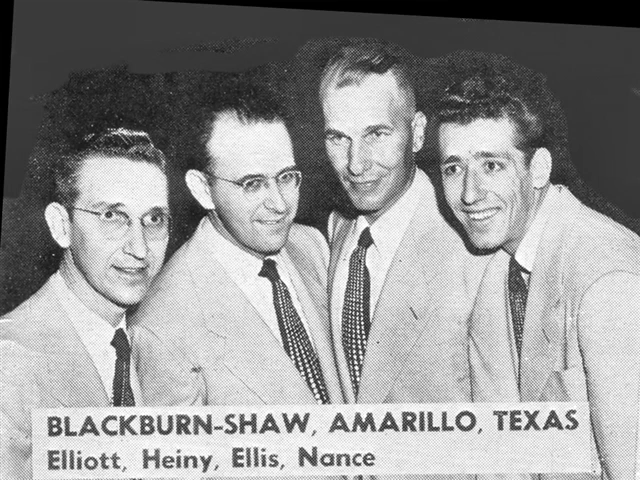 BLACKBURN-SHAW, AMARILLO, TEXAS
Elliott, Heiny, Ellis, Nance